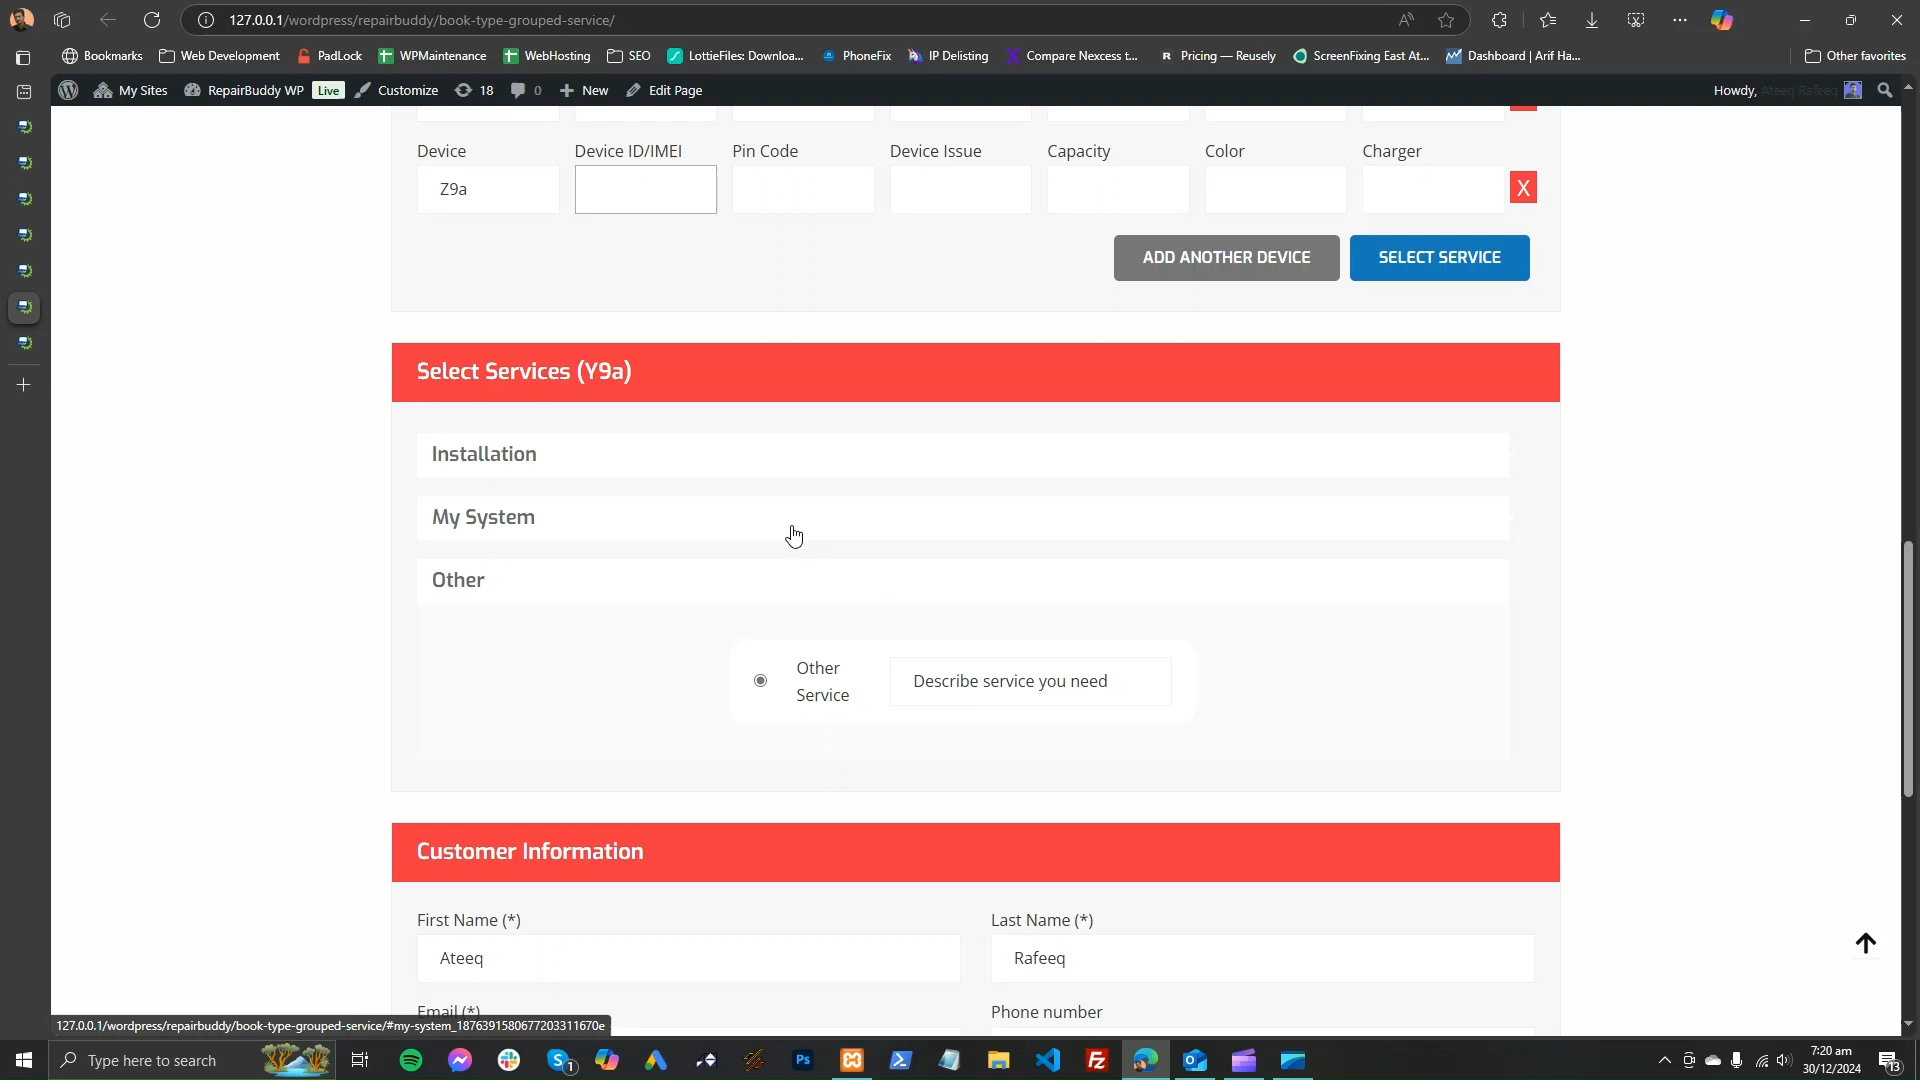 127.0.0.1/wordpress/repairbuddy/book-type-grouped-service/
Bookmarks Web Development PadLock WPMaintenance WebHosting SEO LottieFiles: Downloa... PhoneFix IP Delisting Compare Nexcess t... Pricing — Reusely ScreenFixing East At... Dashboard | Arif Ha... Other favorites
My Sites RepairBuddy WP Live Customize 18 0 New Edit Page Howdy, Ateeq Rafeeq
Device Device ID/IMEI Pin Code Device Issue Capacity Color Charger
Z9a X
ADD ANOTHER DEVICE SELECT SERVICE
Select Services (Y9a)
Installation
My System
Other
Other Service Describe service you need
Customer Information
First Name (*) Last Name (*)
Ateeq Rafeeq
Email (*) Phone number
127.0.0.1/wordpress/repairbuddy/book-type-grouped-service/#my-system_1876391580677203311670e
Type here to search
7:20 am
30/12/2024
13